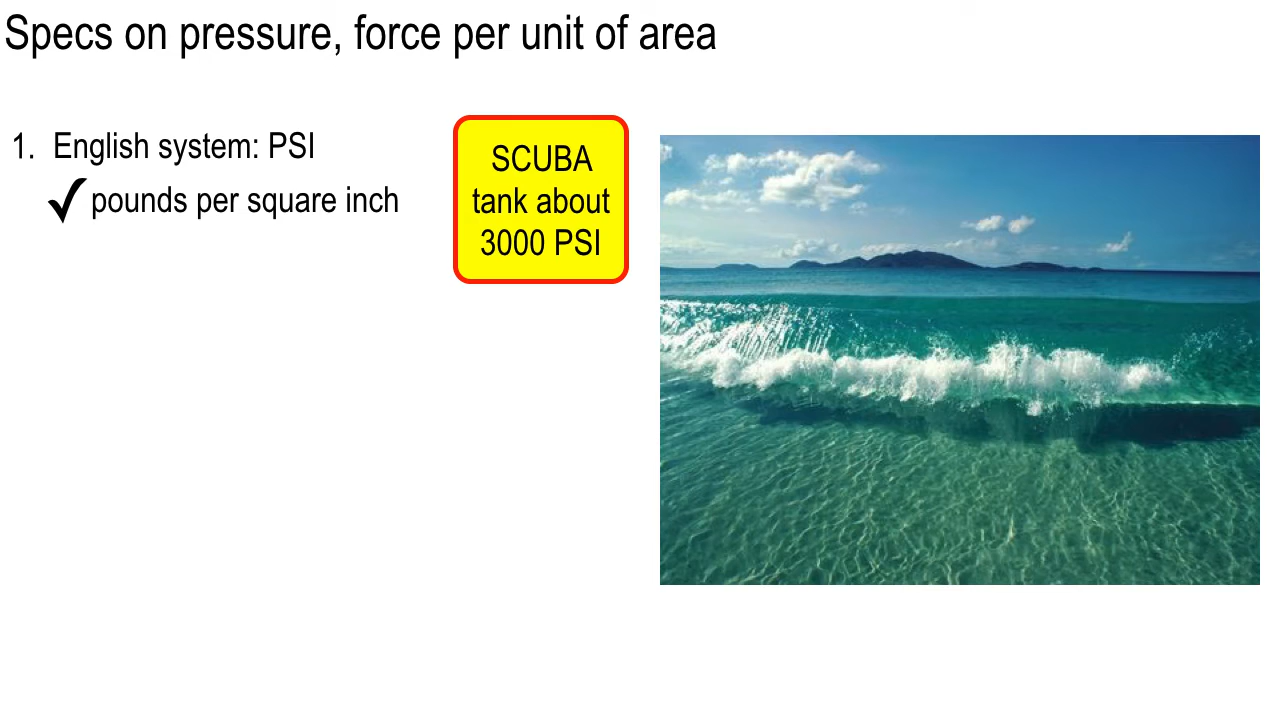 Specs on pressure, force per unit of area
1. English system: PSI
✓pounds per square inch
SCUBA
tank about
3000 PSI